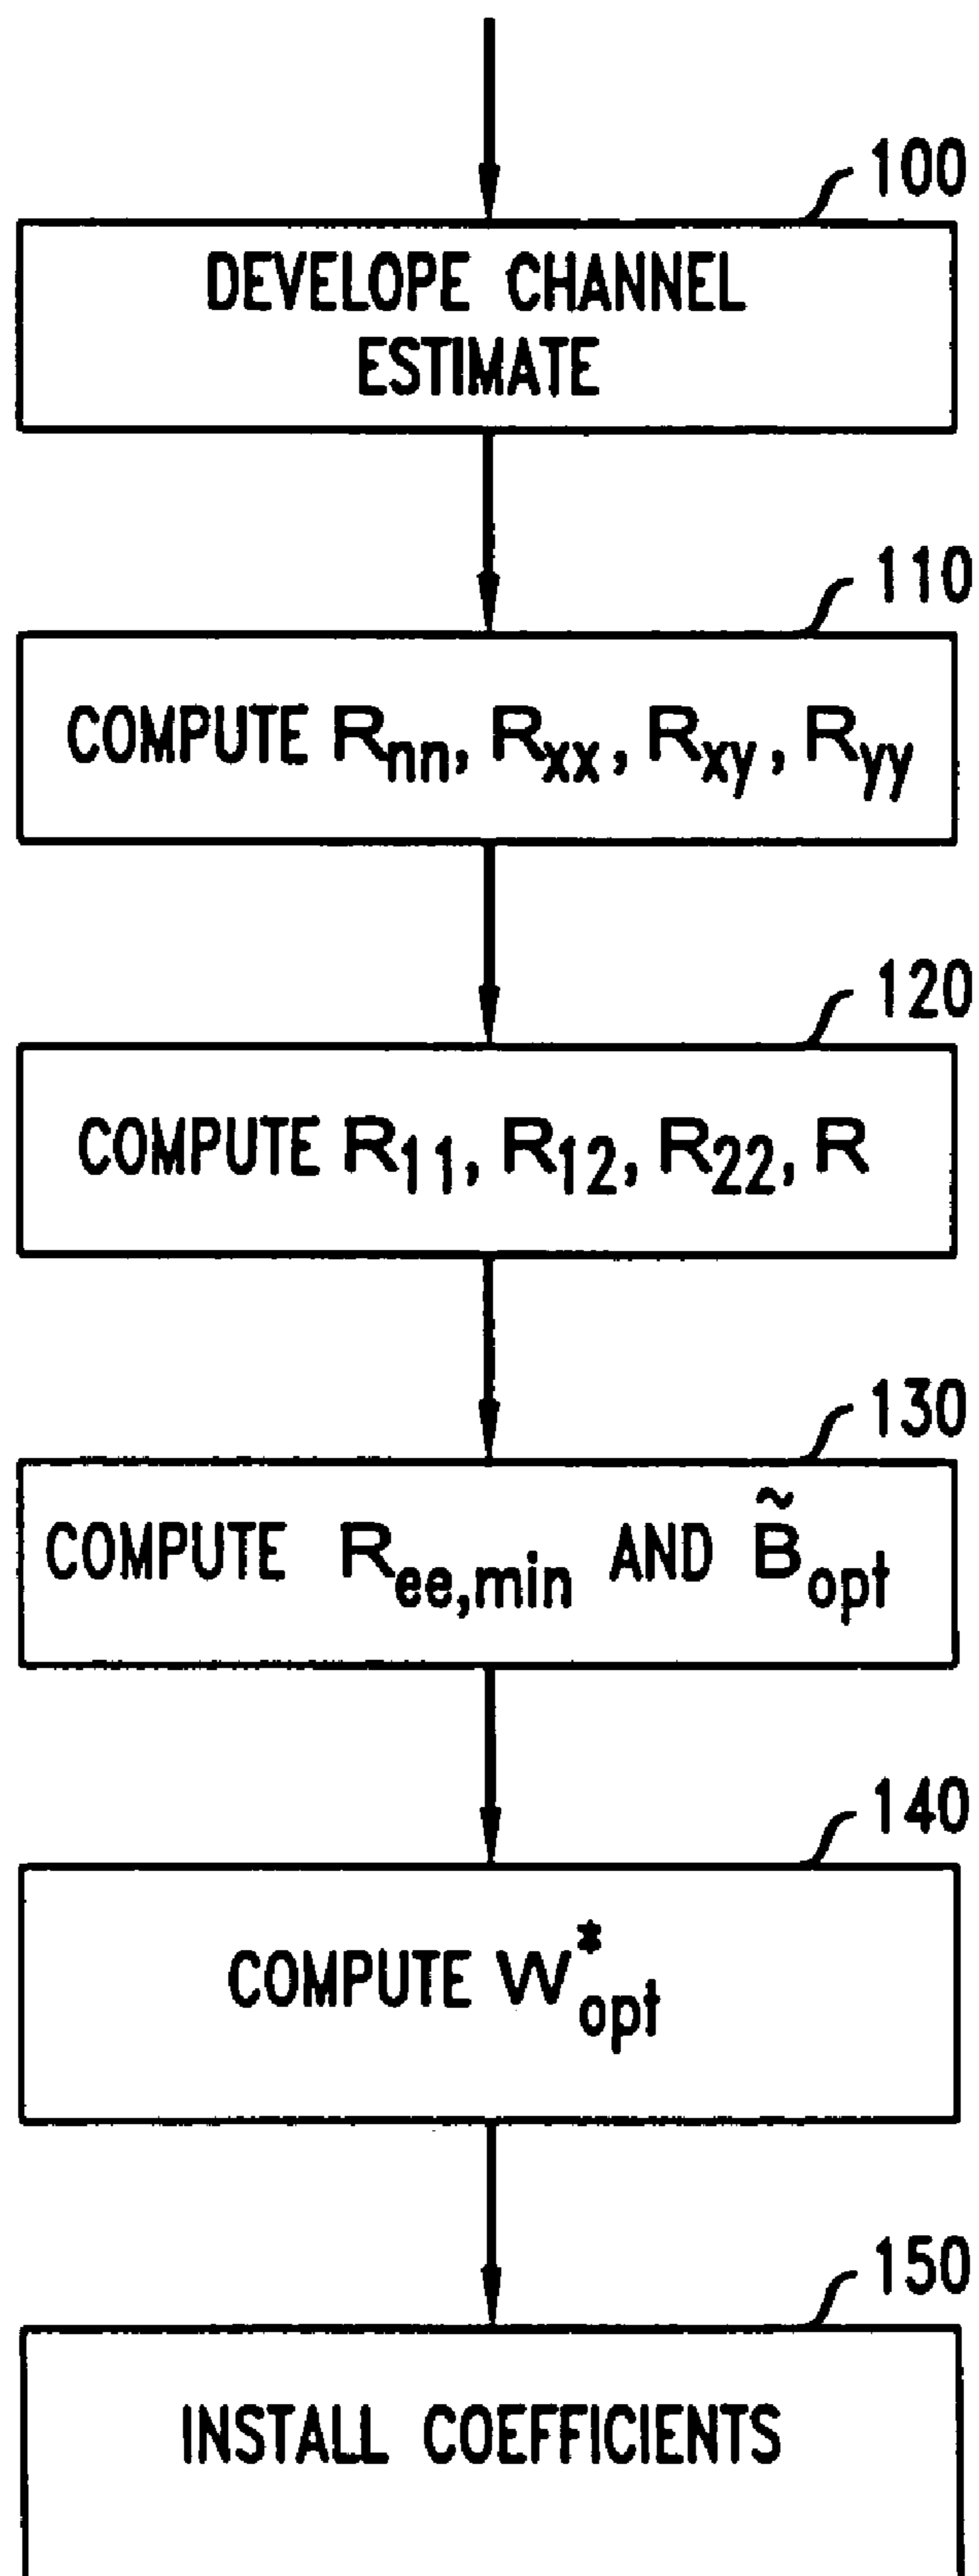 100
DEVELOPE CHANNEL
ESTIMATE
110
COMPUTE Rnn, Rxx, Rxy, Ryy
120
COMPUTE R11, R12, R22, R
130
COMPUTE Ree,min AND B̃opt
140
COMPUTE W*opt
150
INSTALL COEFFICIENTS